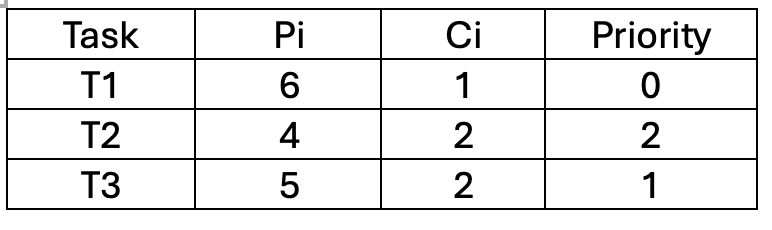 Task Pi Ci Priority
T1 6 1 0
T2 4 2 2
T3 5 2 1